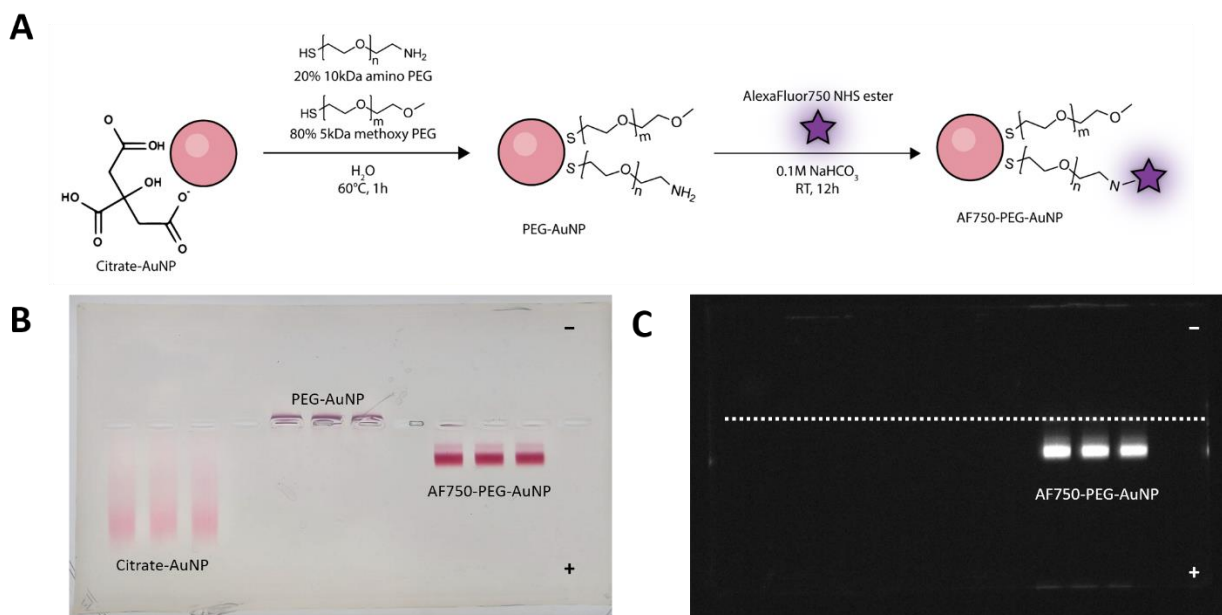 A
HS
O
n
NH2
20% 10kDa amino PEG
HS
O
m
O
80% 5kDa methoxy PEG
H2O
60°C, 1h
O
OH
OH
HO
O
O-
O
Citrate-AuNP
S
O
m
O
S
O
n
NH2
PEG-AuNP
AlexaFluor750 NHS ester
0.1M NaHCO3
RT, 12h
S
O
m
O
S
O
n
N
AF750-PEG-AuNP
B
−
PEG-AuNP
AF750-PEG-AuNP
Citrate-AuNP
+
C
−
AF750-PEG-AuNP
+